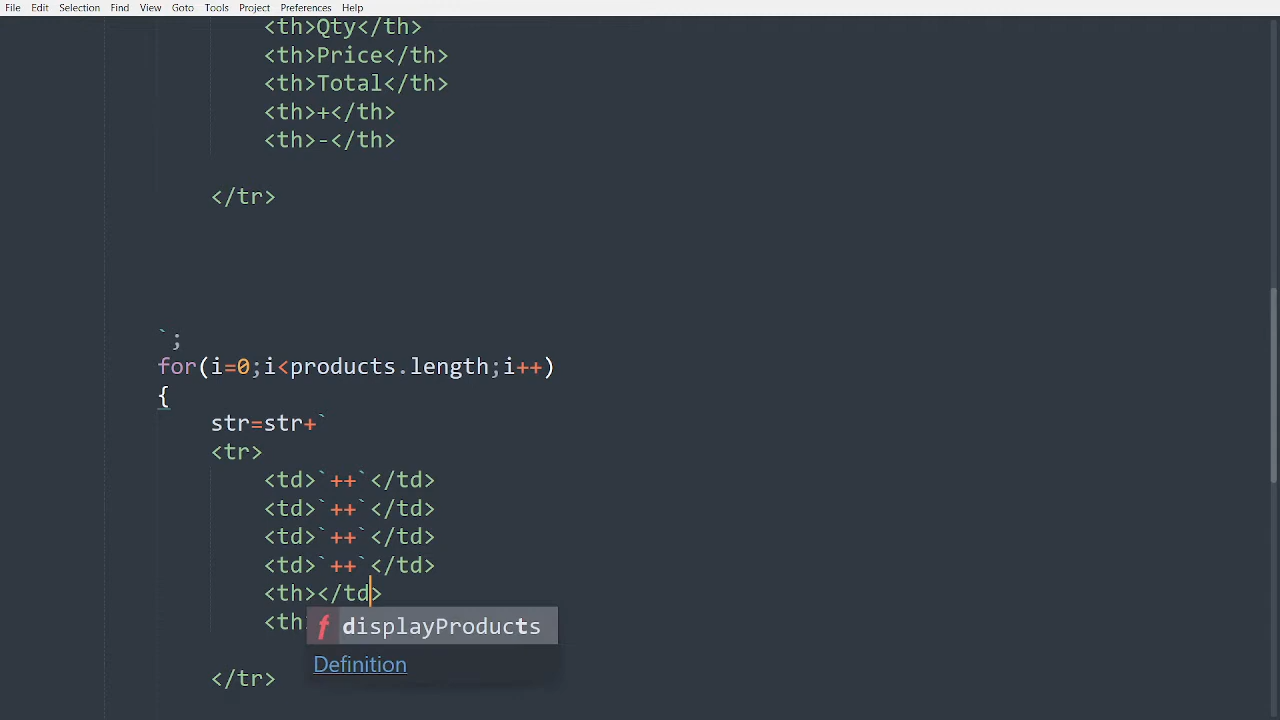 File Edit Selection Find View Goto Tools Project Preferences Help
<th>Qty</th>
<th>Price</th>
<th>Total</th>
<th>+</th>
<th>-</th>
</tr>
`;
for(i=0;i<products.length;i++)
{
str=str+`
<tr>
<td>`++`</td>
<td>`++`</td>
<td>`++`</td>
<td>`++`</td>
<th></td>
<th
displayProducts
Definition
</tr>